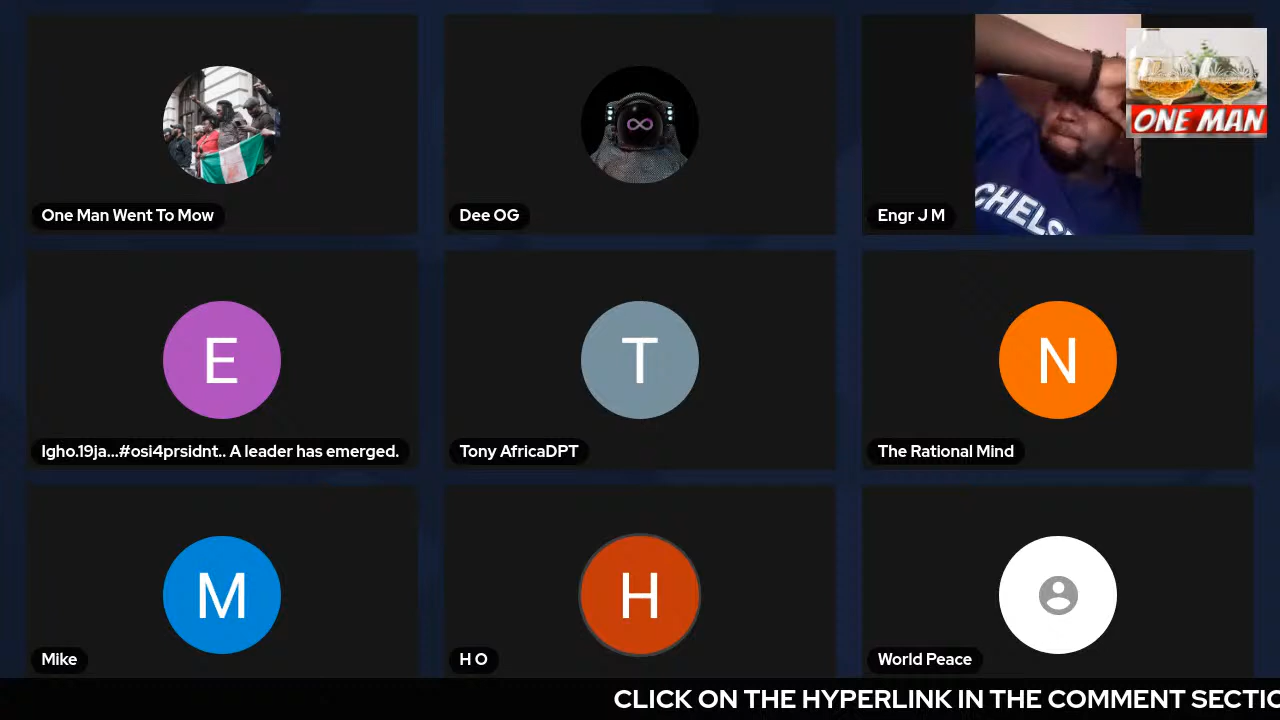 ONE MAN
CHELS
One Man Went To Mow
Dee OG
Engr J M
E
T
N
Igho.19ja...#osi4prsidnt.. A leader has emerged.
Tony AfricaDPT
The Rational Mind
M
H
Mike
H O
World Peace
CLICK ON THE HYPERLINK IN THE COMMENT SECTIO